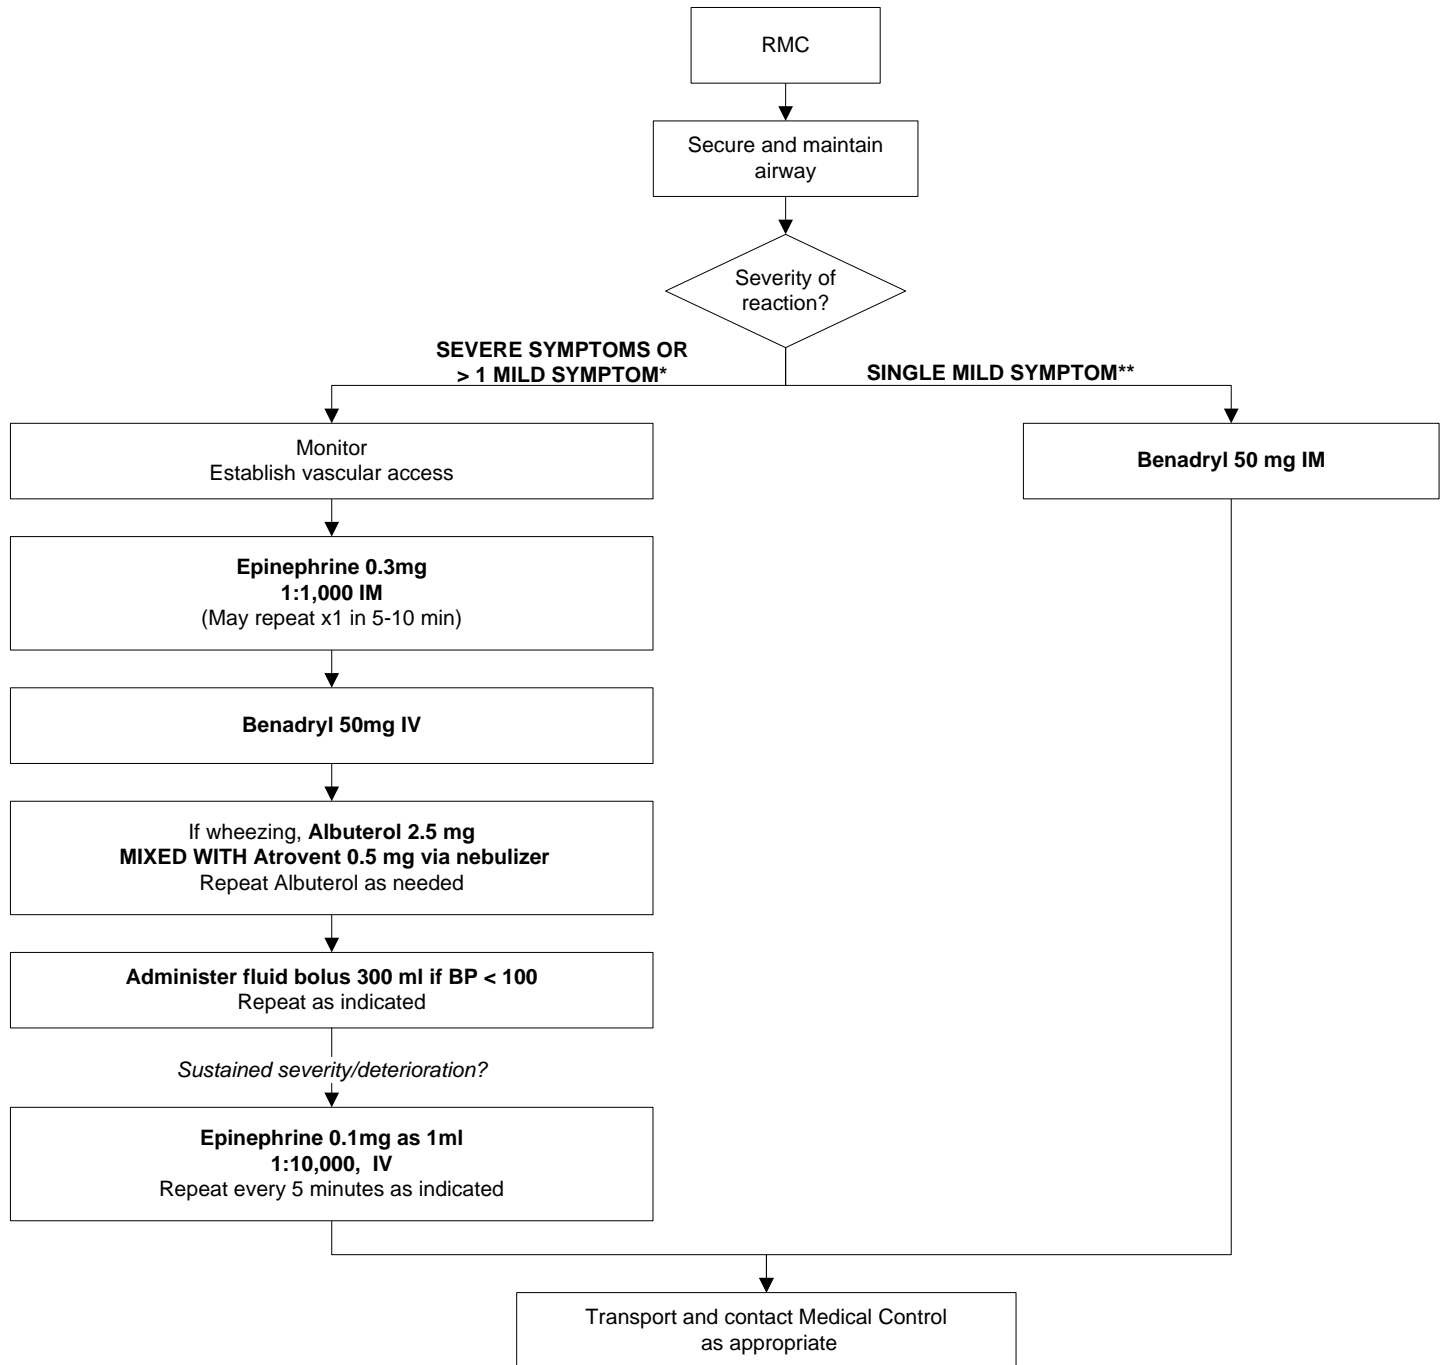 RMC
Secure and maintain
airway
Severity of
reaction?
SEVERE SYMPTOMS OR
> 1 MILD SYMPTOM*
SINGLE MILD SYMPTOM**
Monitor
Establish vascular access
Benadryl 50 mg IM
Epinephrine 0.3mg
1:1,000 IM
(May repeat x1 in 5-10 min)
Benadryl 50mg IV
If wheezing, Albuterol 2.5 mg
MIXED WITH Atrovent 0.5 mg via nebulizer
Repeat Albuterol as needed
Administer fluid bolus 300 ml if BP < 100
Repeat as indicated
Sustained severity/deterioration?
Epinephrine 0.1mg as 1ml
1:10,000,  IV
Repeat every 5 minutes as indicated
Transport and contact Medical Control
as appropriate